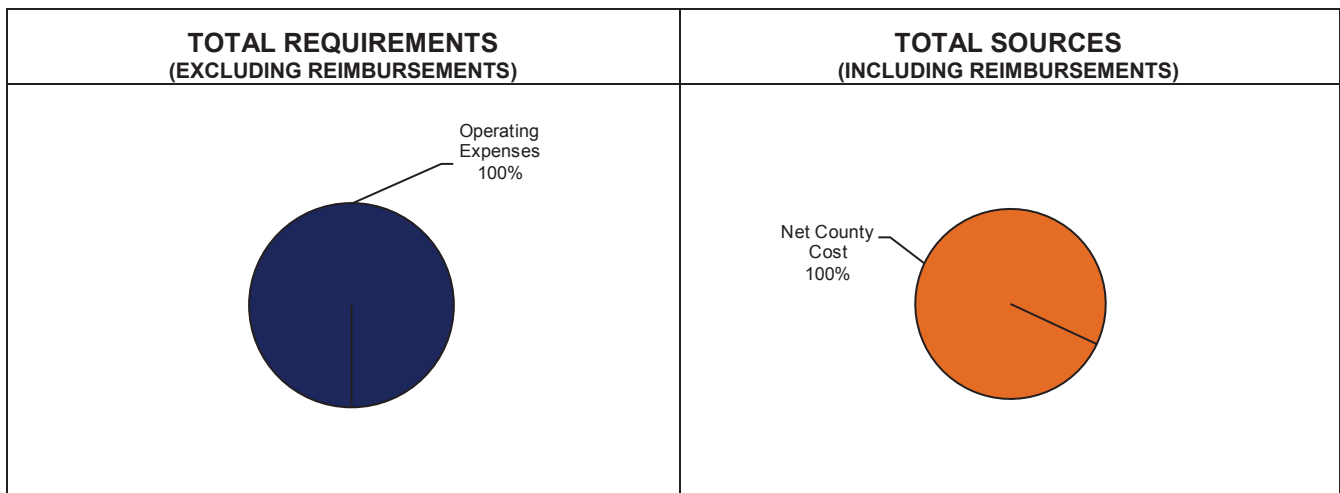 TOTAL REQUIREMENTS
(EXCLUDING REIMBURSEMENTS)
Operating
Expenses
100%
TOTAL SOURCES
(INCLUDING REIMBURSEMENTS)
Net County
Cost
100%